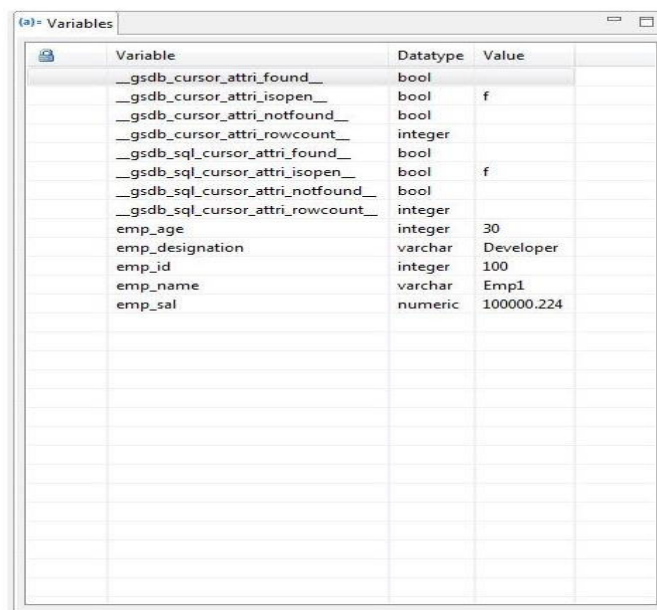 (a)= Variables
Variable Datatype Value
__gsdb_cursor_attri_found__ bool
__gsdb_cursor_attri_isopen__ bool f
__gsdb_cursor_attri_notfound__ bool
__gsdb_cursor_attri_rowcount__ integer
__gsdb_sql_cursor_attri_found__ bool
__gsdb_sql_cursor_attri_isopen__ bool f
__gsdb_sql_cursor_attri_notfound__ bool
__gsdb_sql_cursor_attri_rowcount__ integer
emp_age integer 30
emp_designation varchar Developer
emp_id integer 100
emp_name varchar Emp1
emp_sal numeric 100000.224